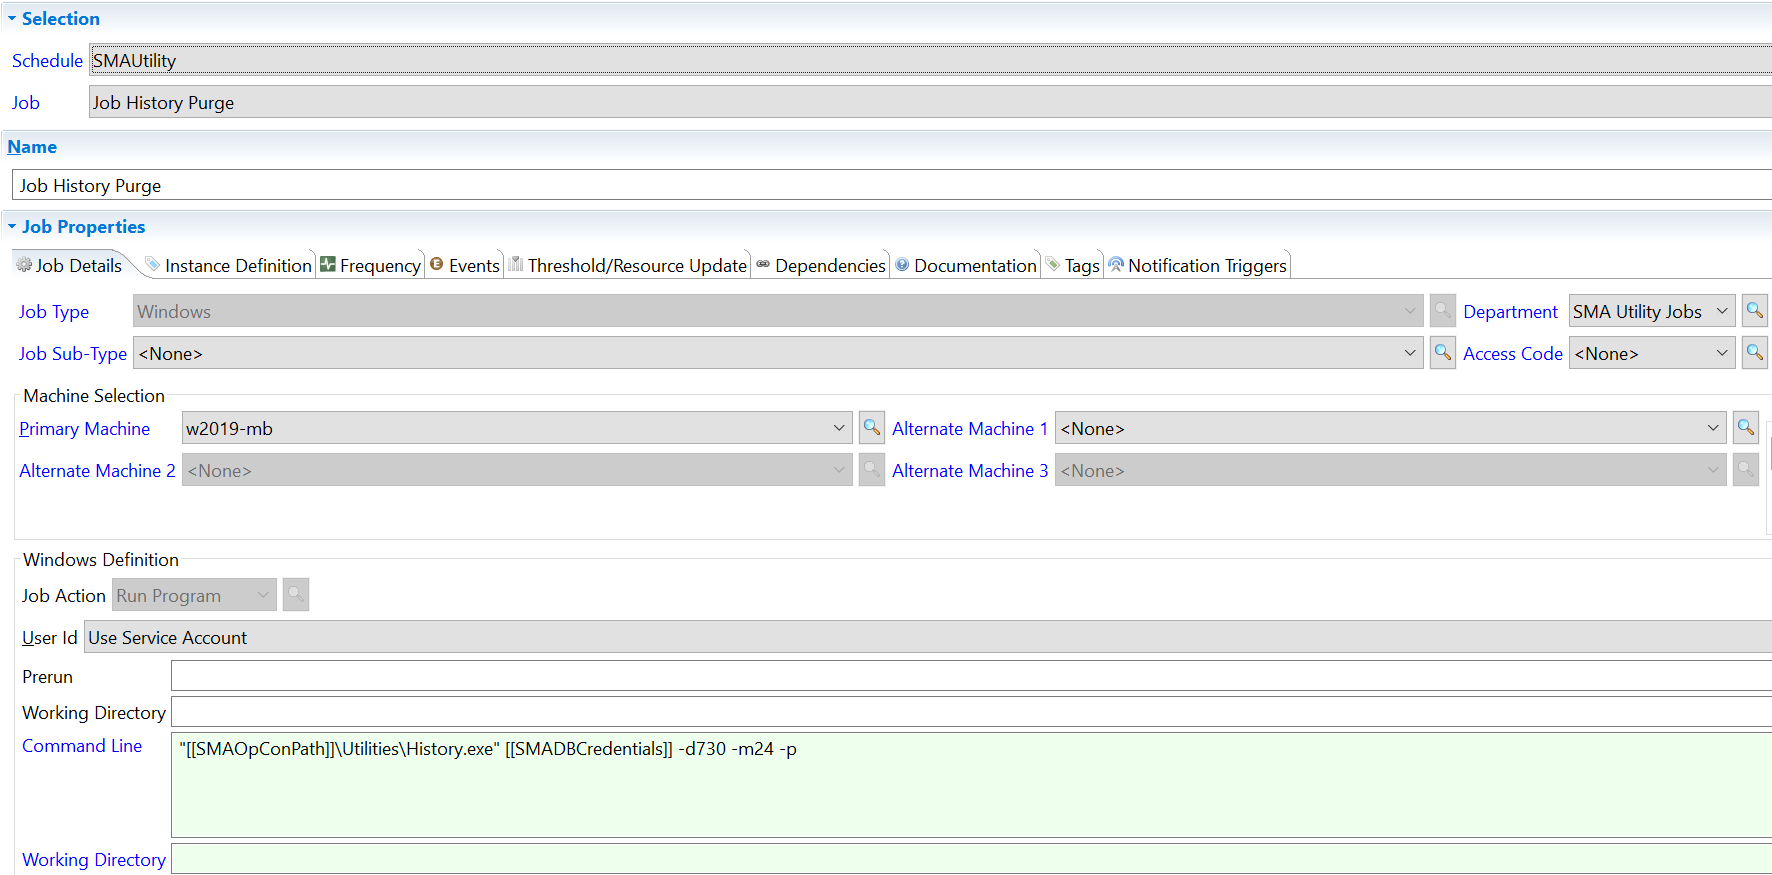 Selection
Schedule SMAUtility
Job Job History Purge
Name
Job History Purge
Job Properties
Job Details Instance Definition Frequency Events Threshold/Resource Update Dependencies Documentation Tags Notification Triggers
Job Type Windows Department SMA Utility Jobs
Job Sub-Type <None> Access Code <None>
Machine Selection
Primary Machine w2019-mb Alternate Machine 1 <None>
Alternate Machine 2 <None> Alternate Machine 3 <None>
Windows Definition
Job Action Run Program
User Id Use Service Account
Prerun
Working Directory
Command Line "[[SMAOpConPath]]\Utilities\History.exe" [[SMADBCredentials]] -d730 -m24 -p
Working Directory